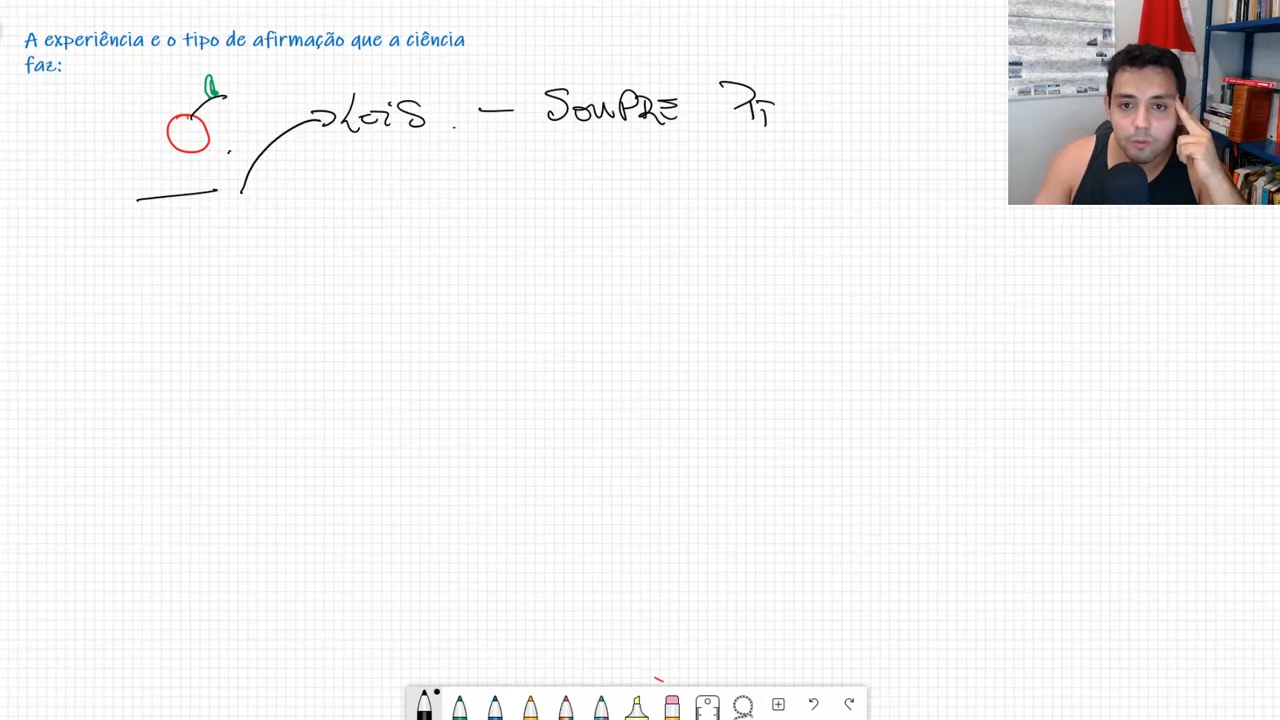 A experiência e o tipo de afirmação que a ciência
faz:
Leis. — SEMPRE